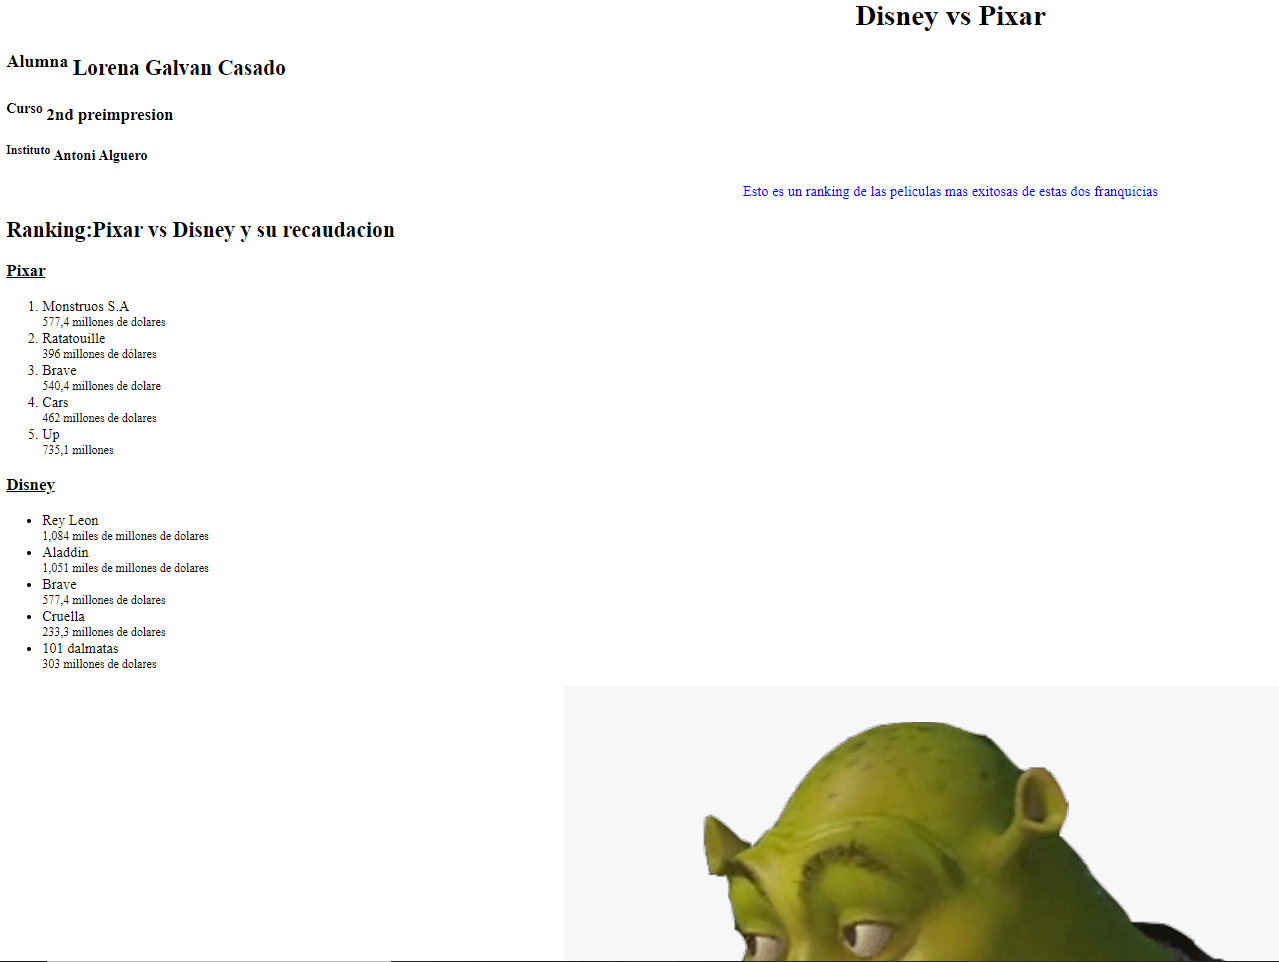 Disney vs Pixar
Alumna Lorena Galvan Casado
Curso 2nd preimpresion
Instituto Antoni Alguero
Esto es un ranking de las peliculas mas exitosas de estas dos franquicias
Ranking:Pixar vs Disney y su recaudacion
Pixar
1. Monstruos S.A
577,4 millones de dolares
2. Ratatouille
396 millones de dólares
3. Brave
540,4 millones de dolare
4. Cars
462 millones de dolares
5. Up
735,1 millones
Disney
• Rey Leon
1,084 miles de millones de dolares
• Aladdin
1,051 miles de millones de dolares
• Brave
577,4 millones de dolares
• Cruella
233,3 millones de dolares
• 101 dalmatas
303 millones de dolares